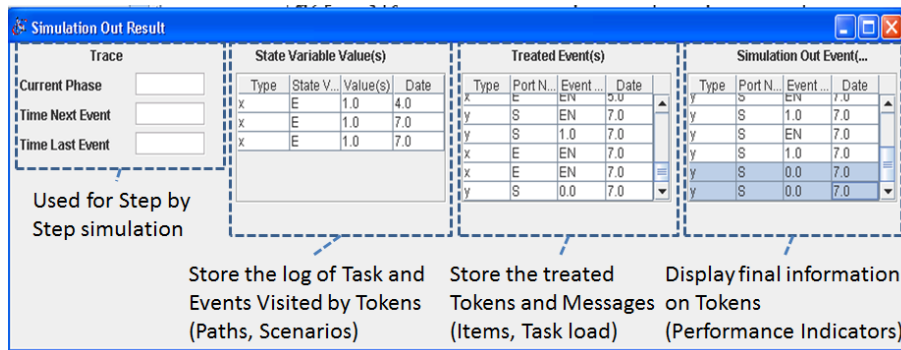 Simulation Out Result
Trace
Current Phase
Time Next Event
Time Last Event
State Variable Value(s)
Type State V... Value(s) Date
x E 1.0 4.0
x E 1.0 7.0
x E 1.0 7.0
Treated Event(s)
Type Port N... Event ... Date
x E EN 5.0
y S EN 7.0
y S 1.0 7.0
x E EN 7.0
x E EN 7.0
y S 0.0 7.0
Simulation Out Event(...
Type Port N... Event ... Date
y S EN 7.0
y S 1.0 7.0
y S EN 7.0
y S 1.0 7.0
y S 0.0 7.0
y S 0.0 7.0
Used for Step by
Step simulation
Store the log of Task and
Events Visited by Tokens
(Paths, Scenarios)
Store the treated
Tokens and Messages
(Items, Task load)
Display final information
on Tokens
(Performance Indicators)